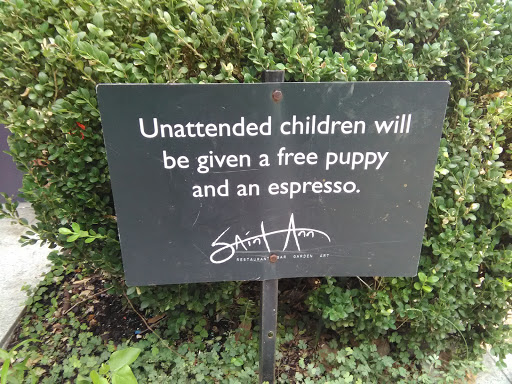 Unattended children will
be given a free puppy
and an espresso.
Saint Ann
RESTAURANT BAR GARDEN ART